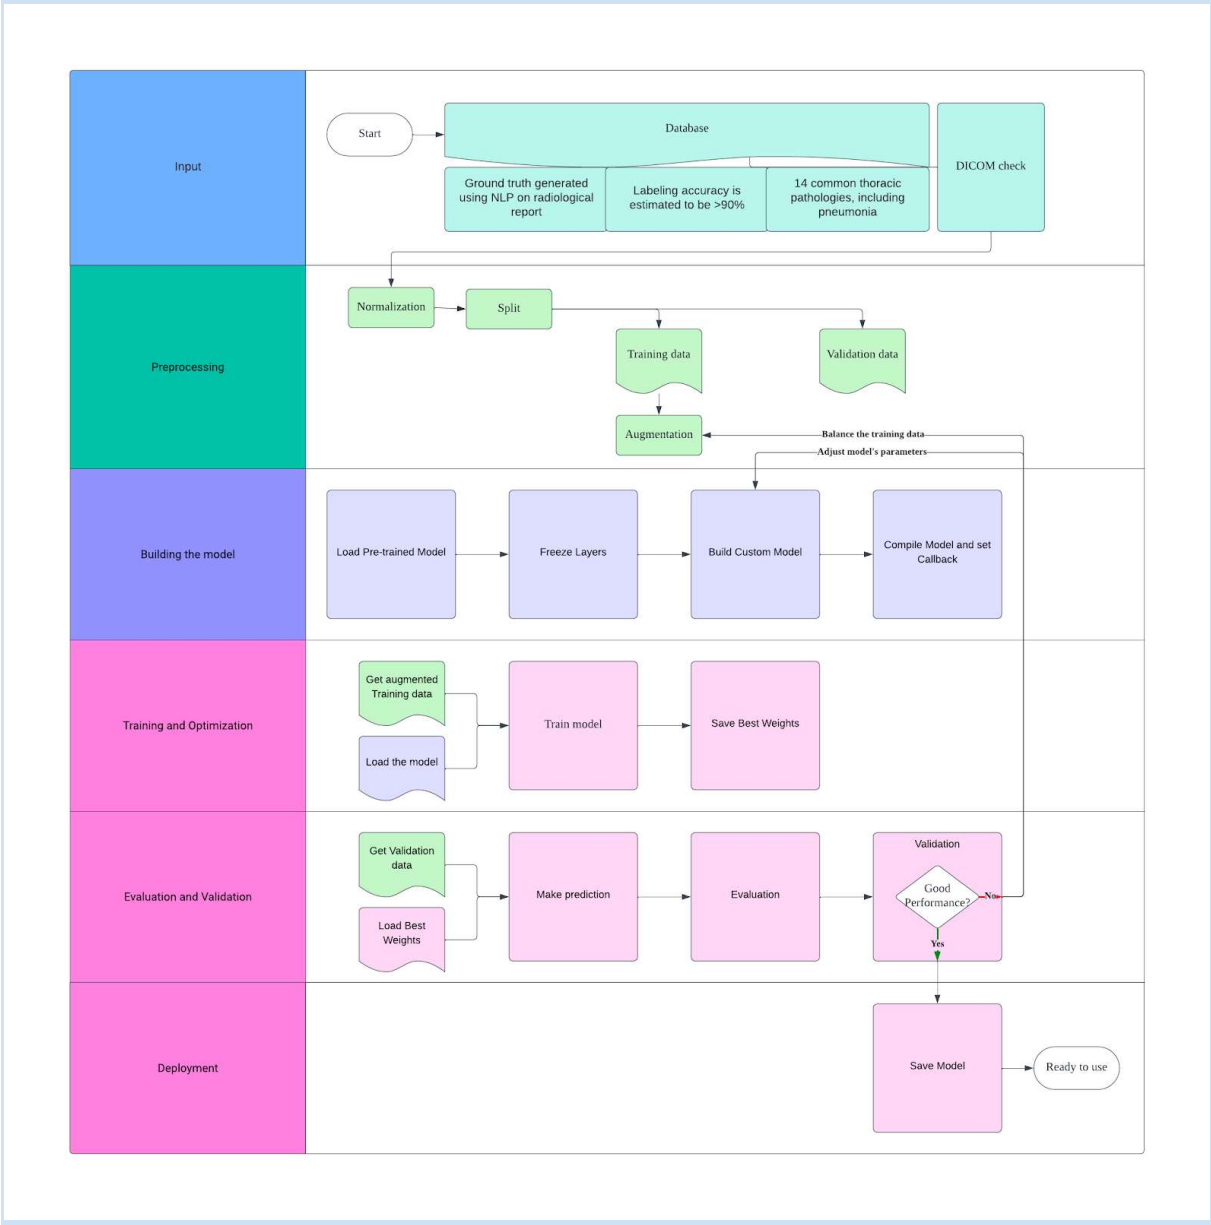 Input
Start
Database
DICOM check
Ground truth generated
using NLP on radiological
report
Labeling accuracy is
estimated to be >90%
14 common thoracic
pathologies, including
pneumonia
Preprocessing
Normalization
Split
Training data
Validation data
Augmentation
Balance the training data
Adjust model's parameters
Building the model
Load Pre-trained Model
Freeze Layers
Build Custom Model
Compile Model and set
Callback
Training and Optimization
Get augmented
Training data
Load the model
Train model
Save Best Weights
Evaluation and Validation
Get Validation
data
Load Best
Weights
Make prediction
Evaluation
Validation
Good
Performance?
No
Yes
Deployment
Save Model
Ready to use